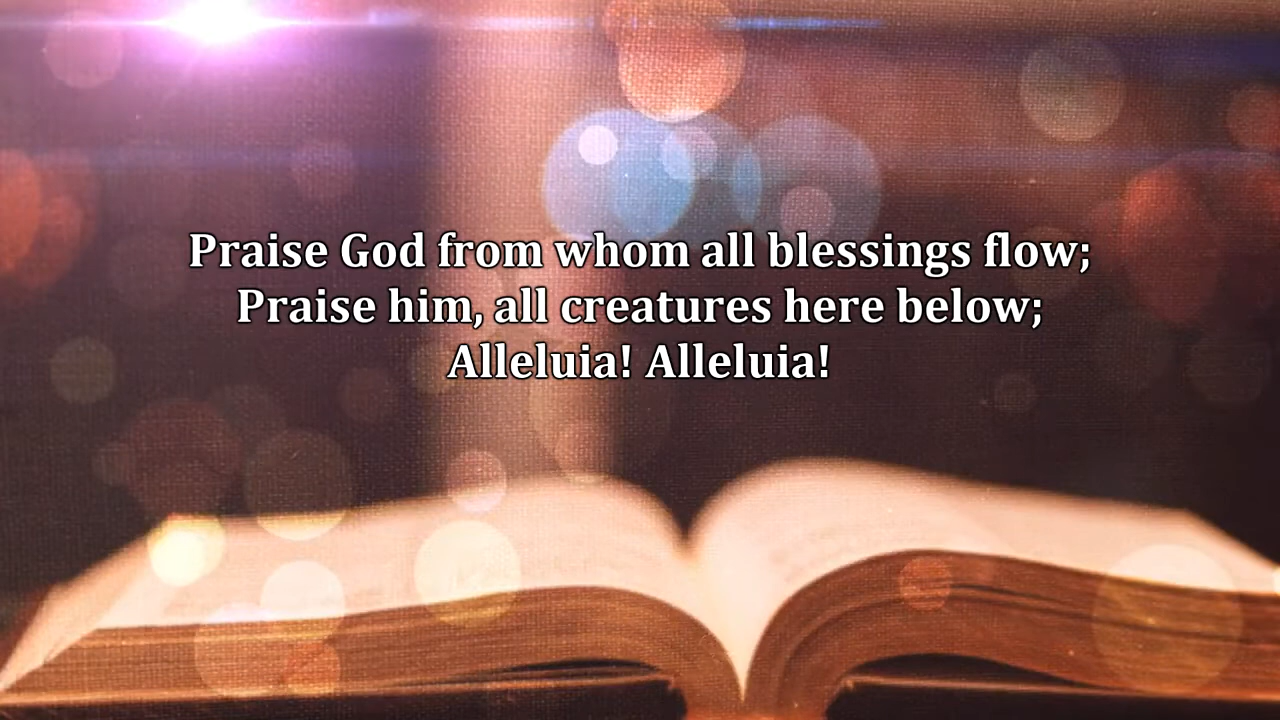 Praise God from whom all blessings flow;
Praise him, all creatures here below;
Alleluia! Alleluia!